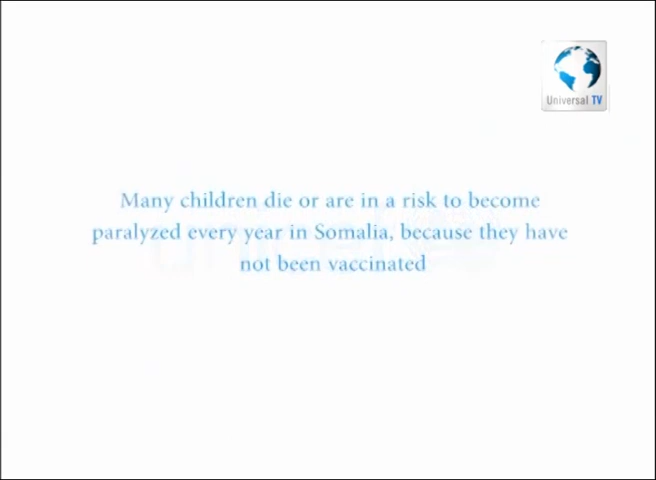 Universal TV
Many children die or are in a risk to become
paralyzed every year in Somalia, because they have
not been vaccinated
unicef